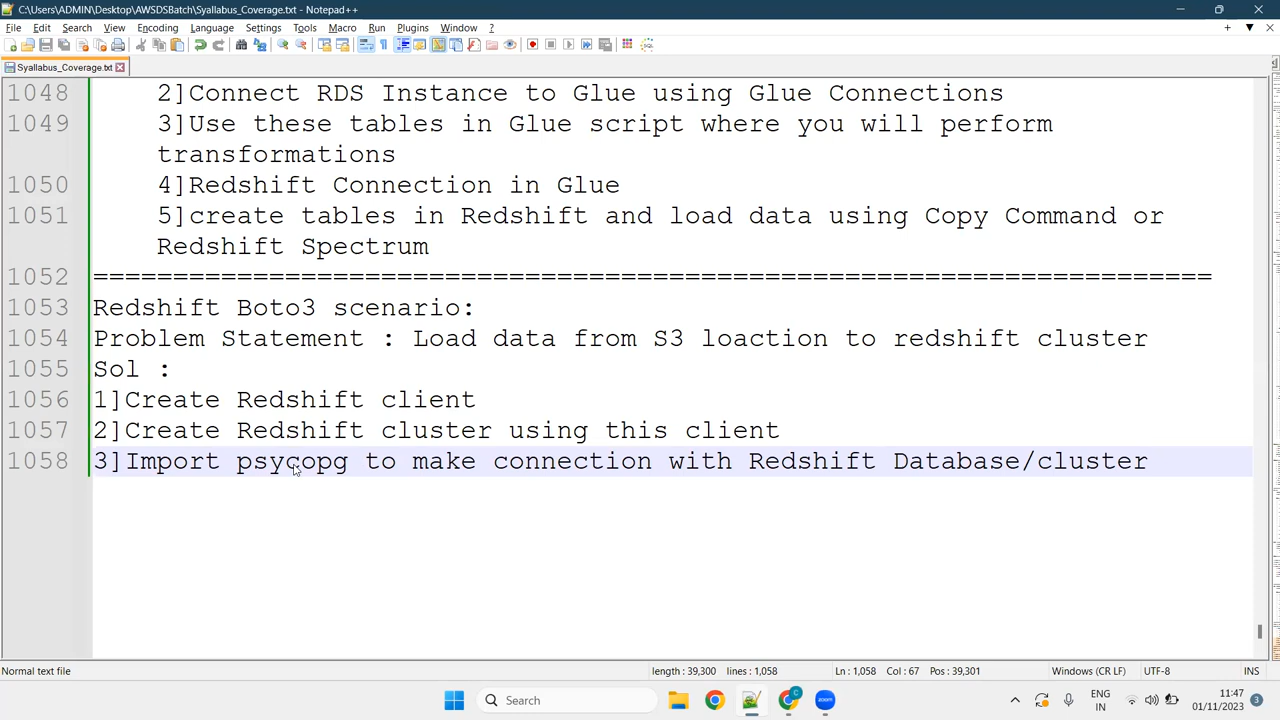 C:\Users\ADMIN\Desktop\AWSDSBatch\Syallabus_Coverage.txt - Notepad++
File Edit Search View Encoding Language Settings Tools Macro Run Plugins Window ?
Syallabus_Coverage.txt
1048 2]Connect RDS Instance to Glue using Glue Connections
1049 3]Use these tables in Glue script where you will perform
transformations
1050 4]Redshift Connection in Glue
1051 5]create tables in Redshift and load data using Copy Command or
Redshift Spectrum
1052 ======================================================================
1053 Redshift Boto3 scenario:
1054 Problem Statement : Load data from S3 loaction to redshift cluster
1055 Sol :
1056 1]Create Redshift client
1057 2]Create Redshift cluster using this client
1058 3]Import psycopg to make connection with Redshift Database/cluster
Normal text file length : 39,300 lines : 1,058 Ln : 1,058 Col : 67 Pos : 39,301 Windows (CR LF) UTF-8 INS
Search
zoom
ENG
IN
11:47
01/11/2023
3